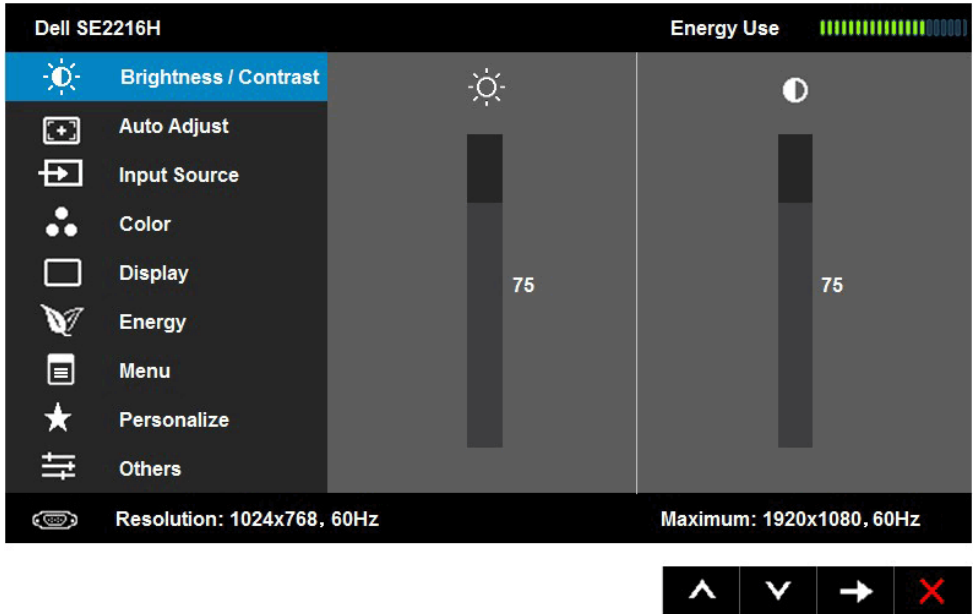 Dell SE2216H Energy Use
Brightness / Contrast
Auto Adjust
Input Source
Color
Display
75 75
Energy
Menu
Personalize
Others
Resolution: 1024x768, 60Hz Maximum: 1920x1080, 60Hz